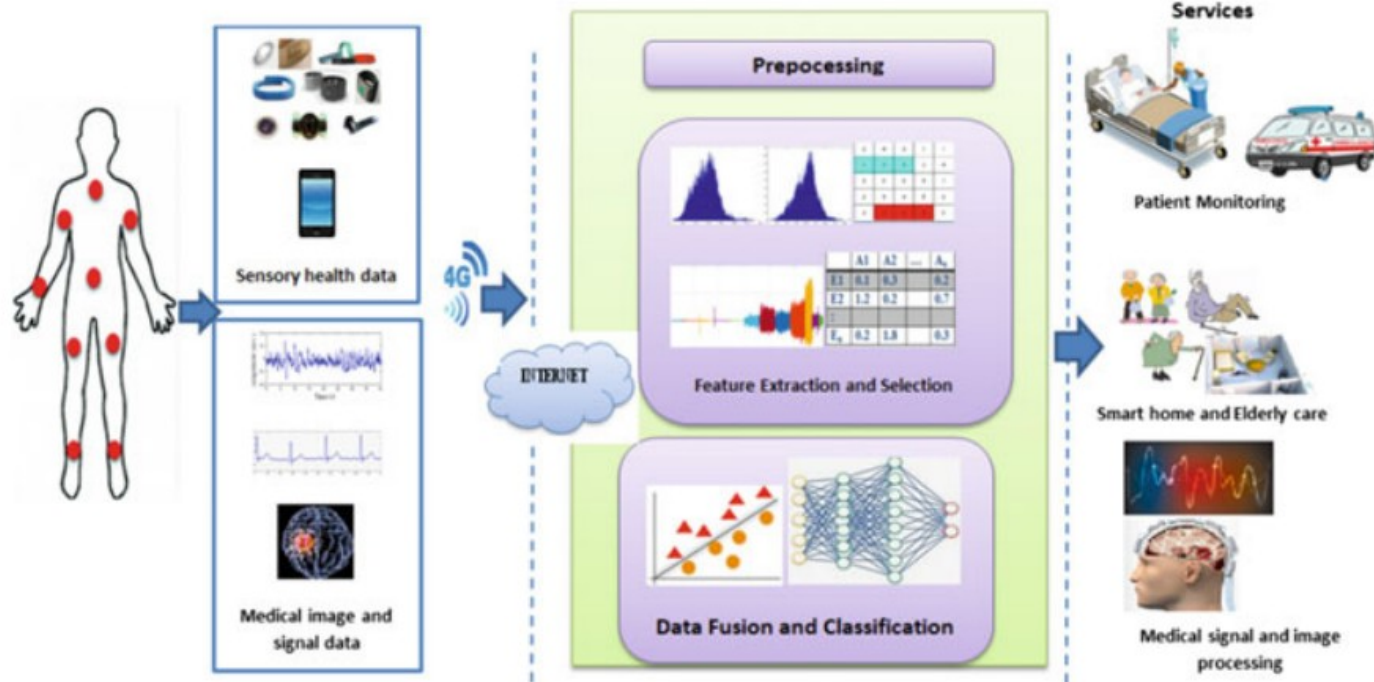 Sensory health data
Medical image and
signal data
4G
INTERNET
Prepocessing
A1 A2 .... An
E1 0.1 0.3 0.2
E2 1.2 0.2 0.7
:
En 0.2 1.8 0.3
Feature Extraction and Selection
Data Fusion and Classification
Services
Patient Monitoring
Smart home and Elderly care
Medical signal and image
processing